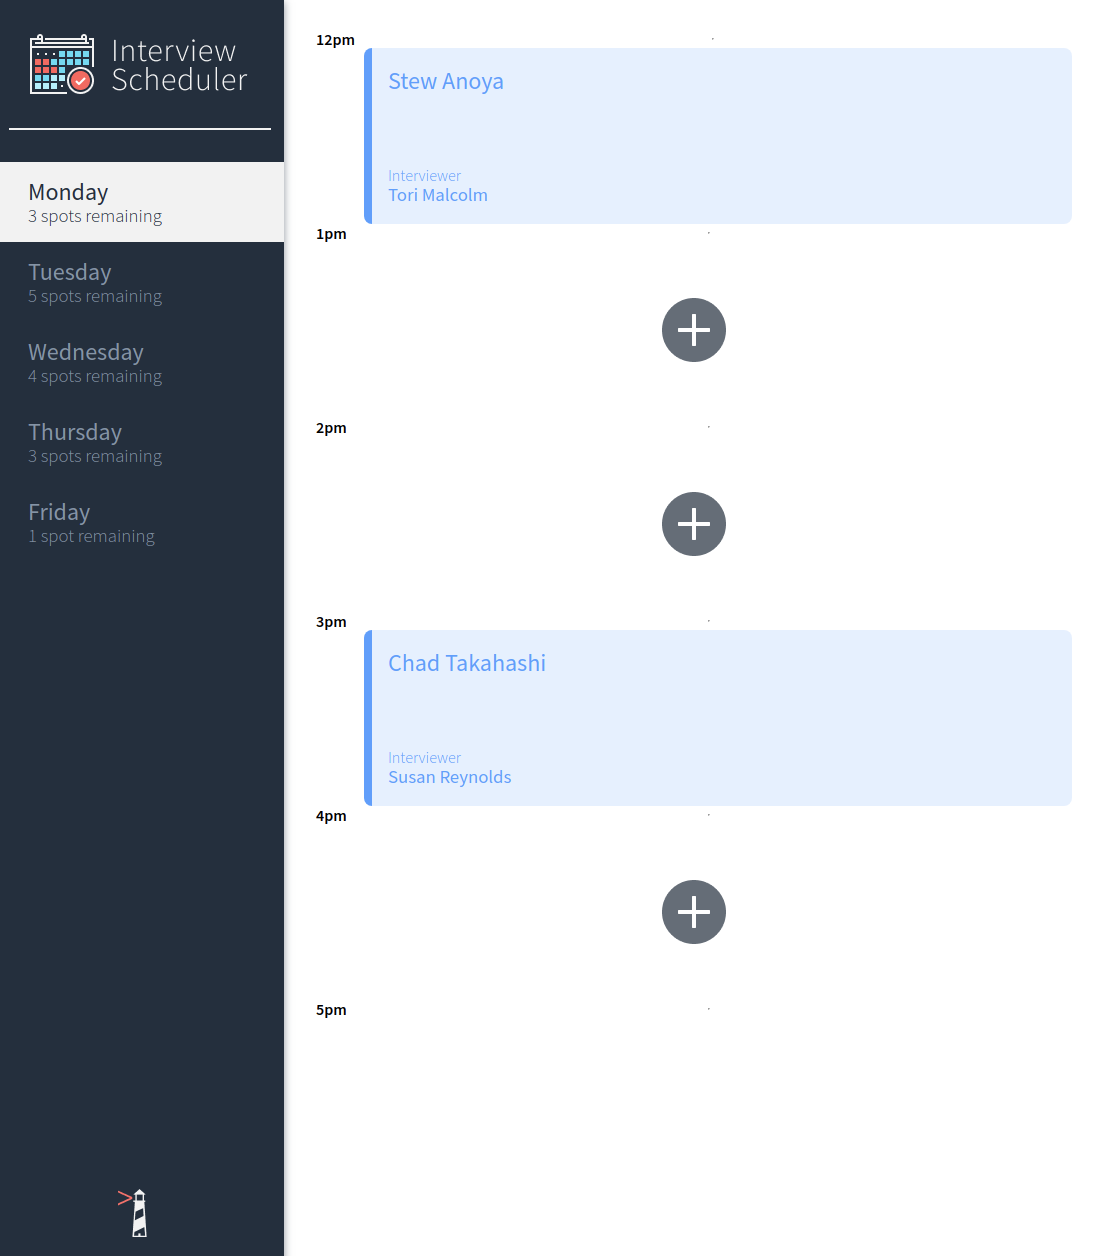 Interview
Scheduler
Monday
3 spots remaining
Tuesday
5 spots remaining
Wednesday
4 spots remaining
Thursday
3 spots remaining
Friday
1 spot remaining
12pm
Stew Anoya
Interviewer
Tori Malcolm
1pm
2pm
3pm
Chad Takahashi
Interviewer
Susan Reynolds
4pm
5pm